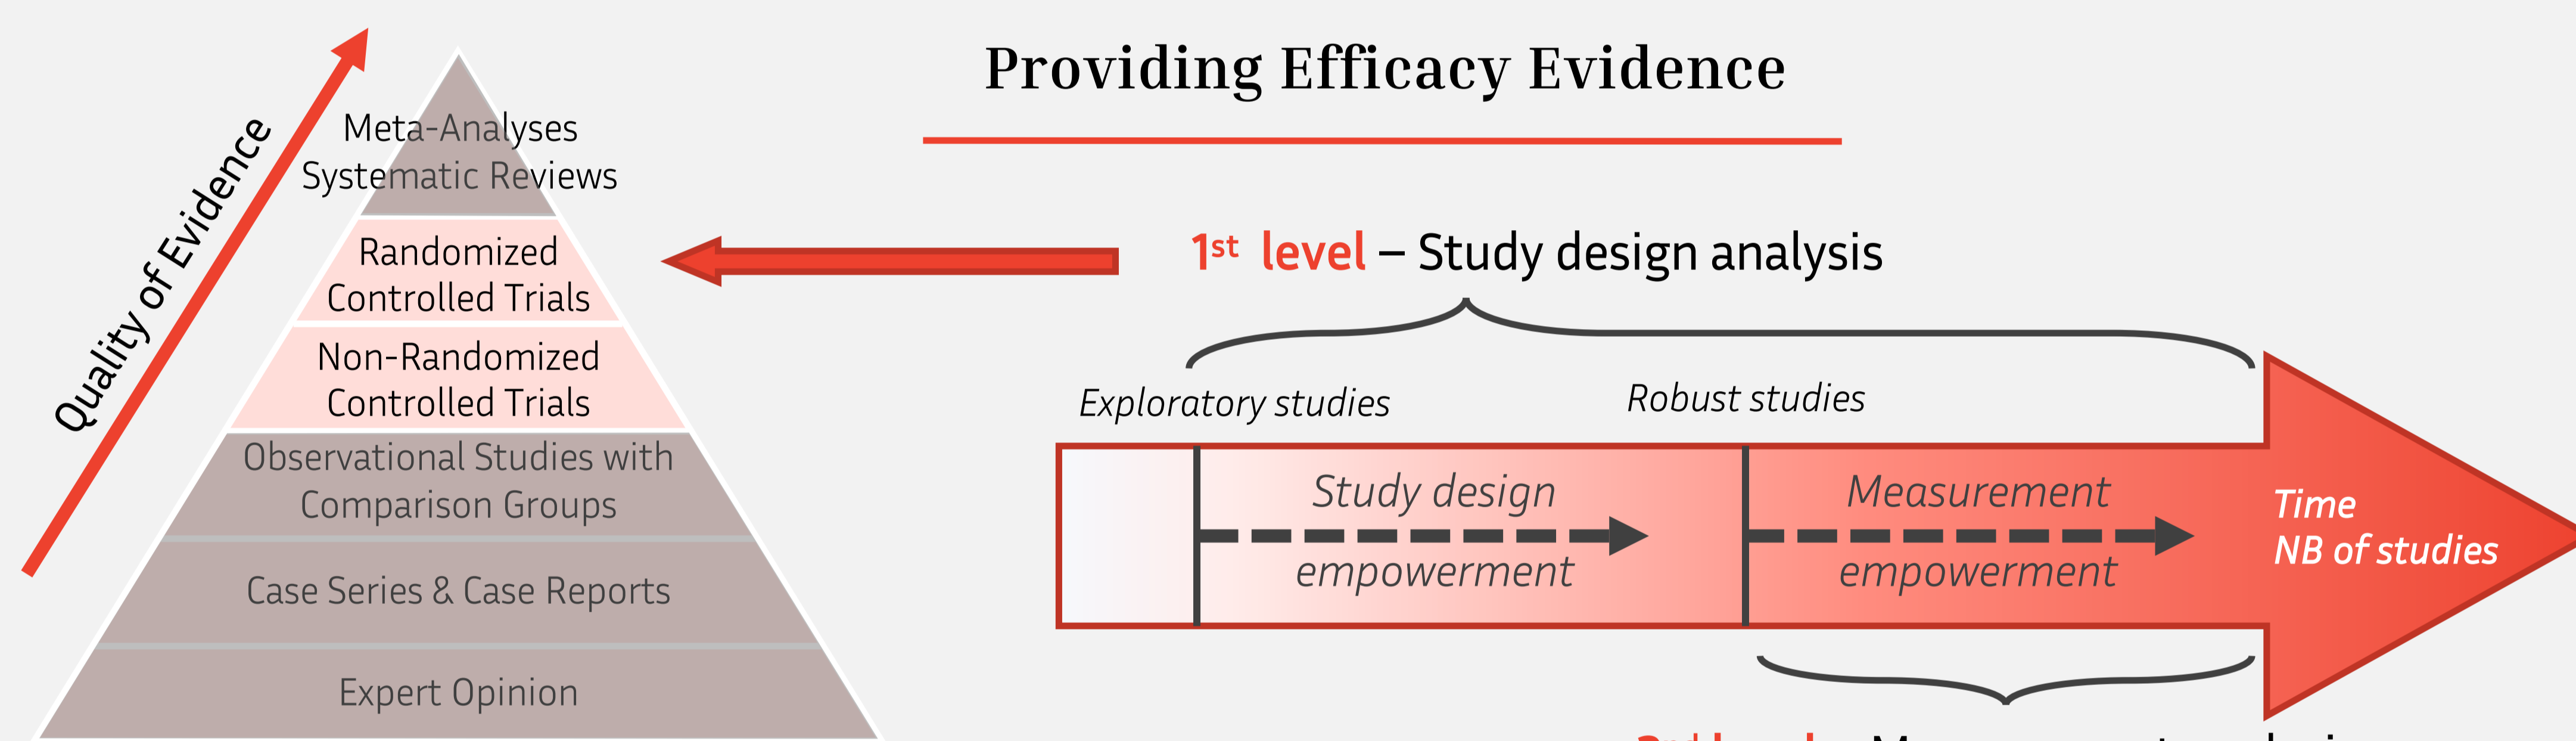 Providing Efficacy Evidence
Quality of Evidence
Meta-Analyses
Systematic Reviews
Randomized
Controlled Trials
Non-Randomized
Controlled Trials
Observational Studies with
Comparison Groups
Case Series & Case Reports
Expert Opinion
1st level – Study design analysis
Exploratory studies
Robust studies
Study design
empowerment
Measurement
empowerment
Time
NB of studies